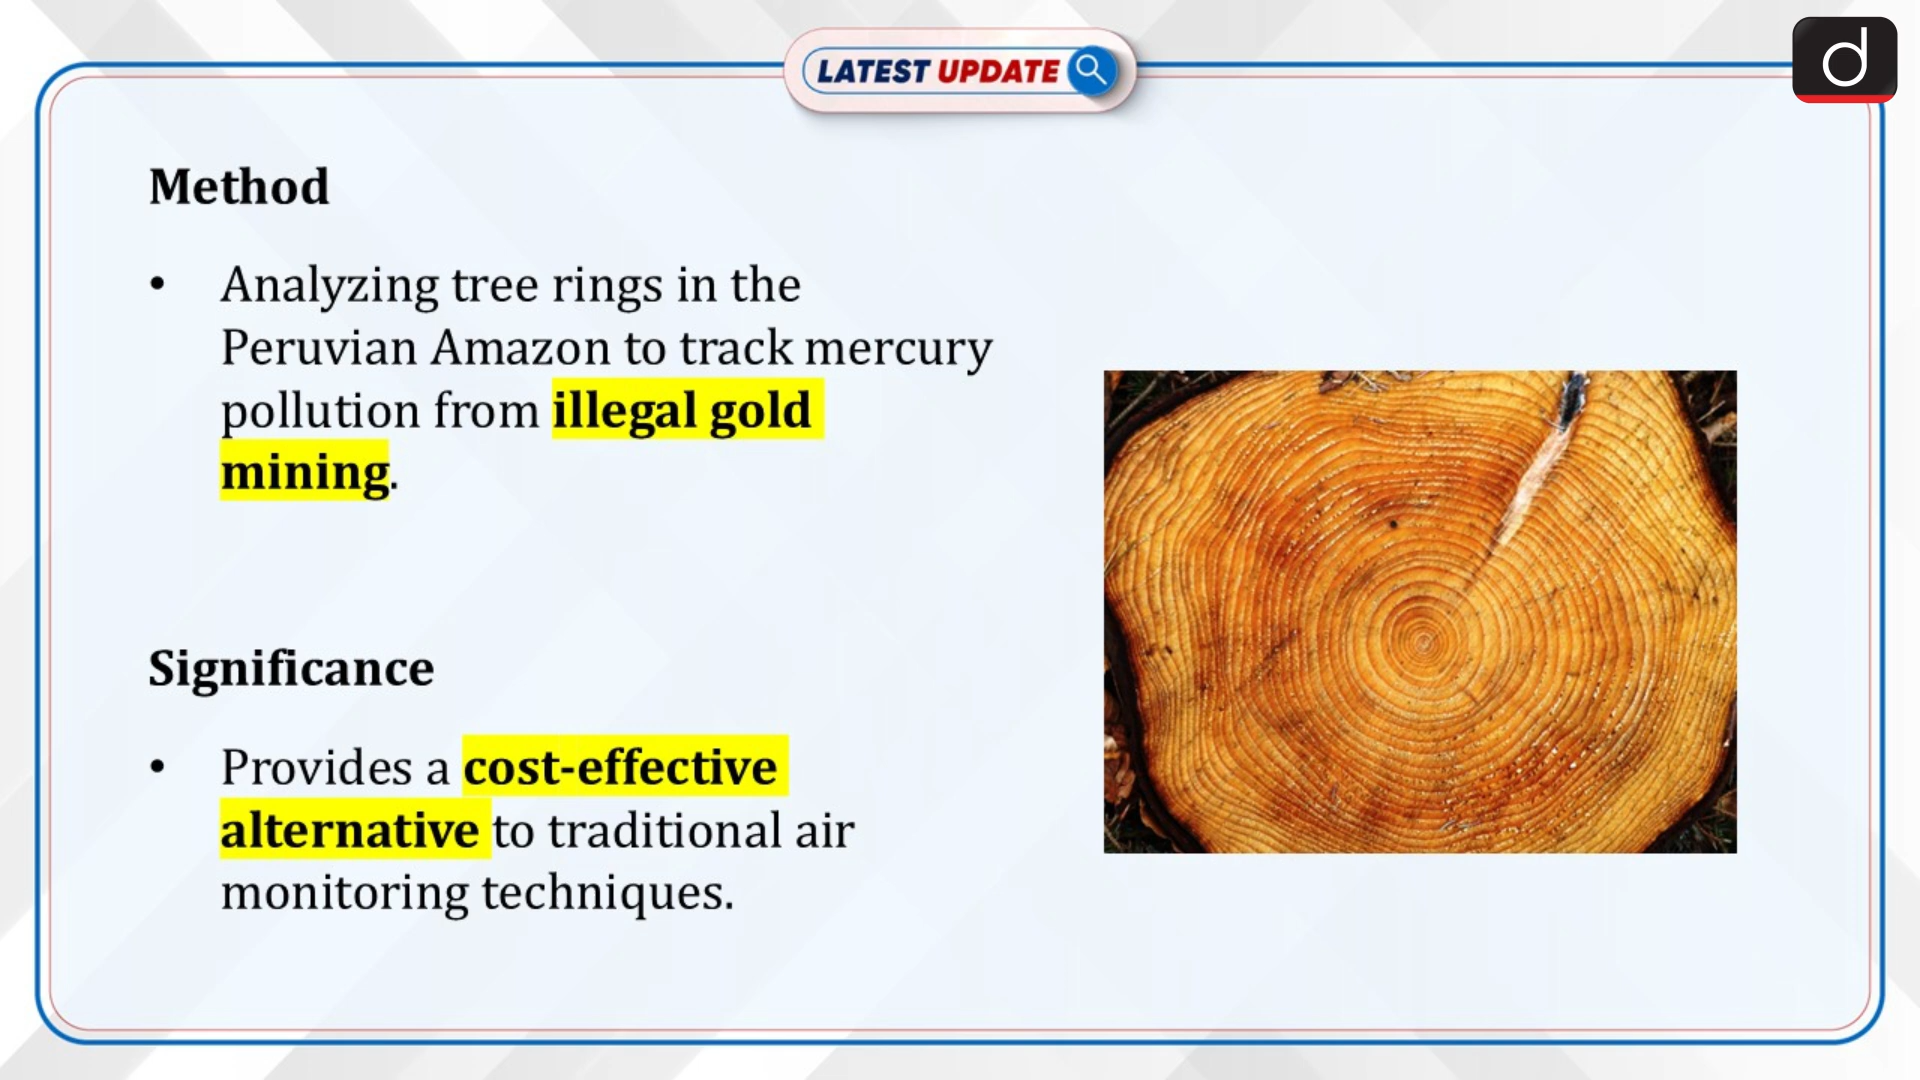 LATEST UPDATE
d
Method
• Analyzing tree rings in the
Peruvian Amazon to track mercury
pollution from illegal gold
mining.
Significance
• Provides a cost-effective
alternative to traditional air
monitoring techniques.